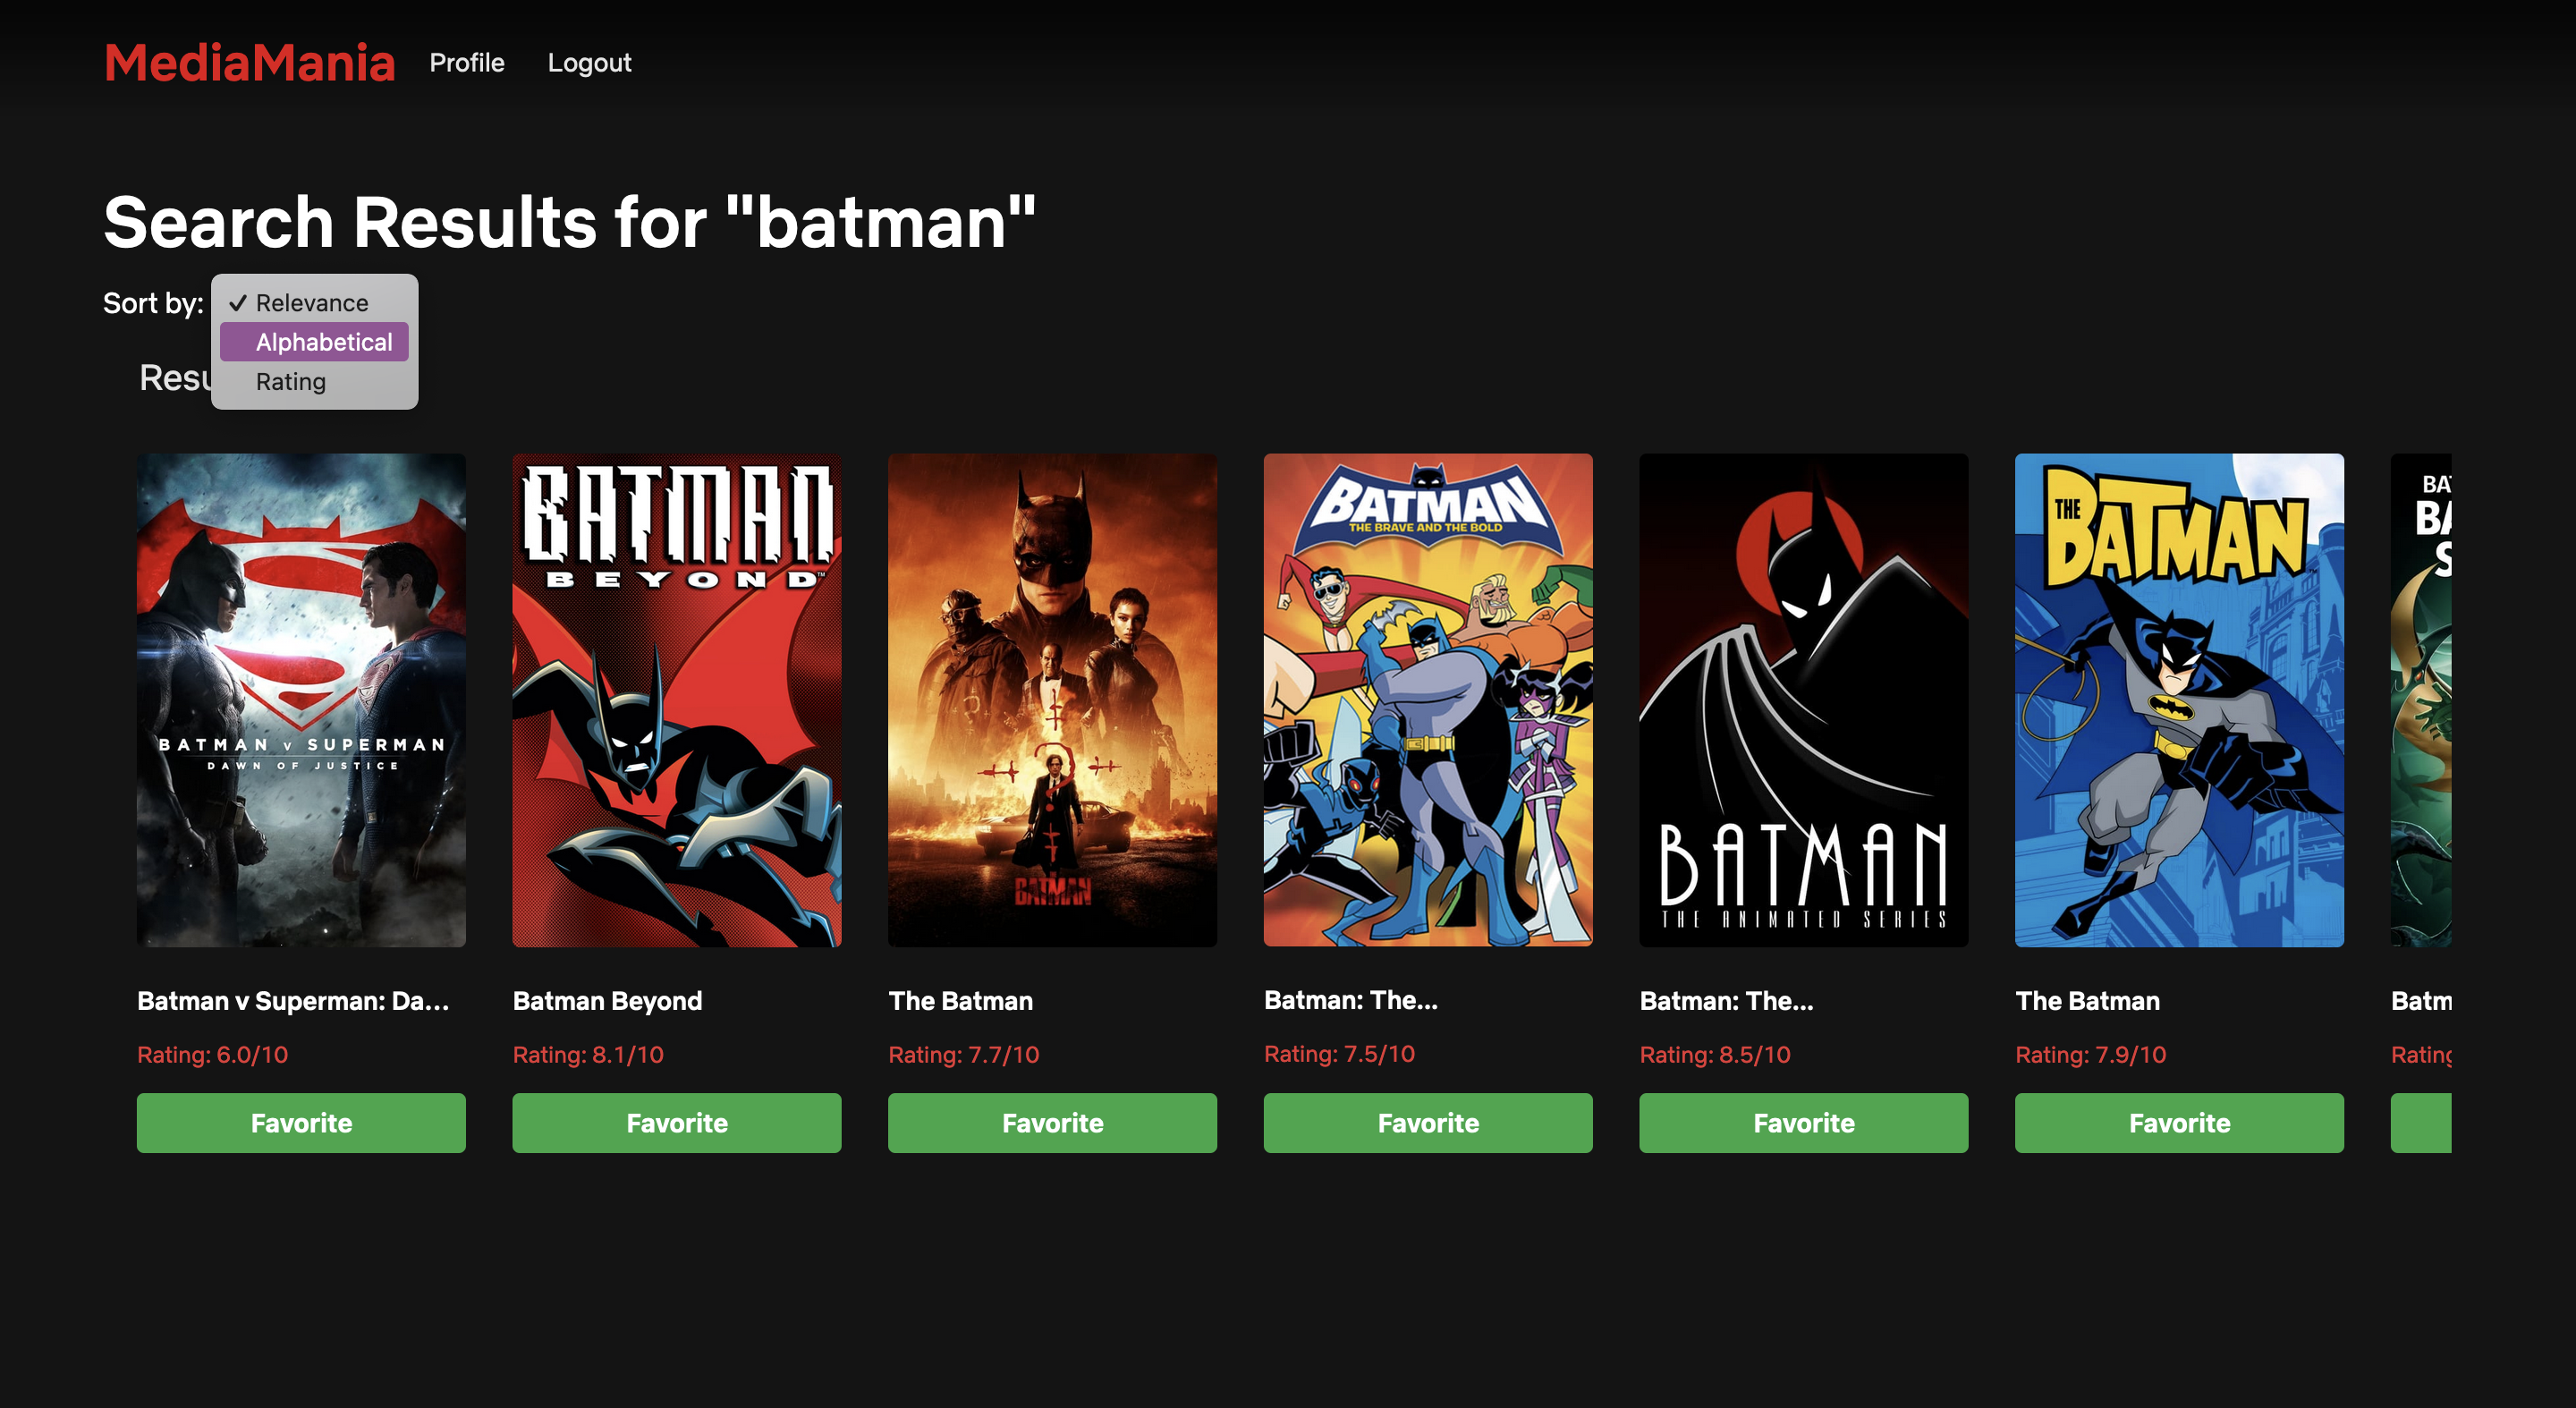 MediaMania Profile Logout
Search Results for "batman"
Sort by: ✓ Relevance
Alphabetical
Resu
Rating
BATMAN v SUPERMAN
DAWN OF JUSTICE
BATMAN
BEYOND™
THE
BATMAN
BATMAN
THE BRAVE AND THE BOLD
BATMAN
THE ANIMATED SERIES
THE
BATMAN
BAT
BA
S
Batman v Superman: Da...
Batman Beyond
The Batman
Batman: The...
Batman: The...
The Batman
Batm
Rating: 6.0/10
Rating: 8.1/10
Rating: 7.7/10
Rating: 7.5/10
Rating: 8.5/10
Rating: 7.9/10
Rating
Favorite
Favorite
Favorite
Favorite
Favorite
Favorite